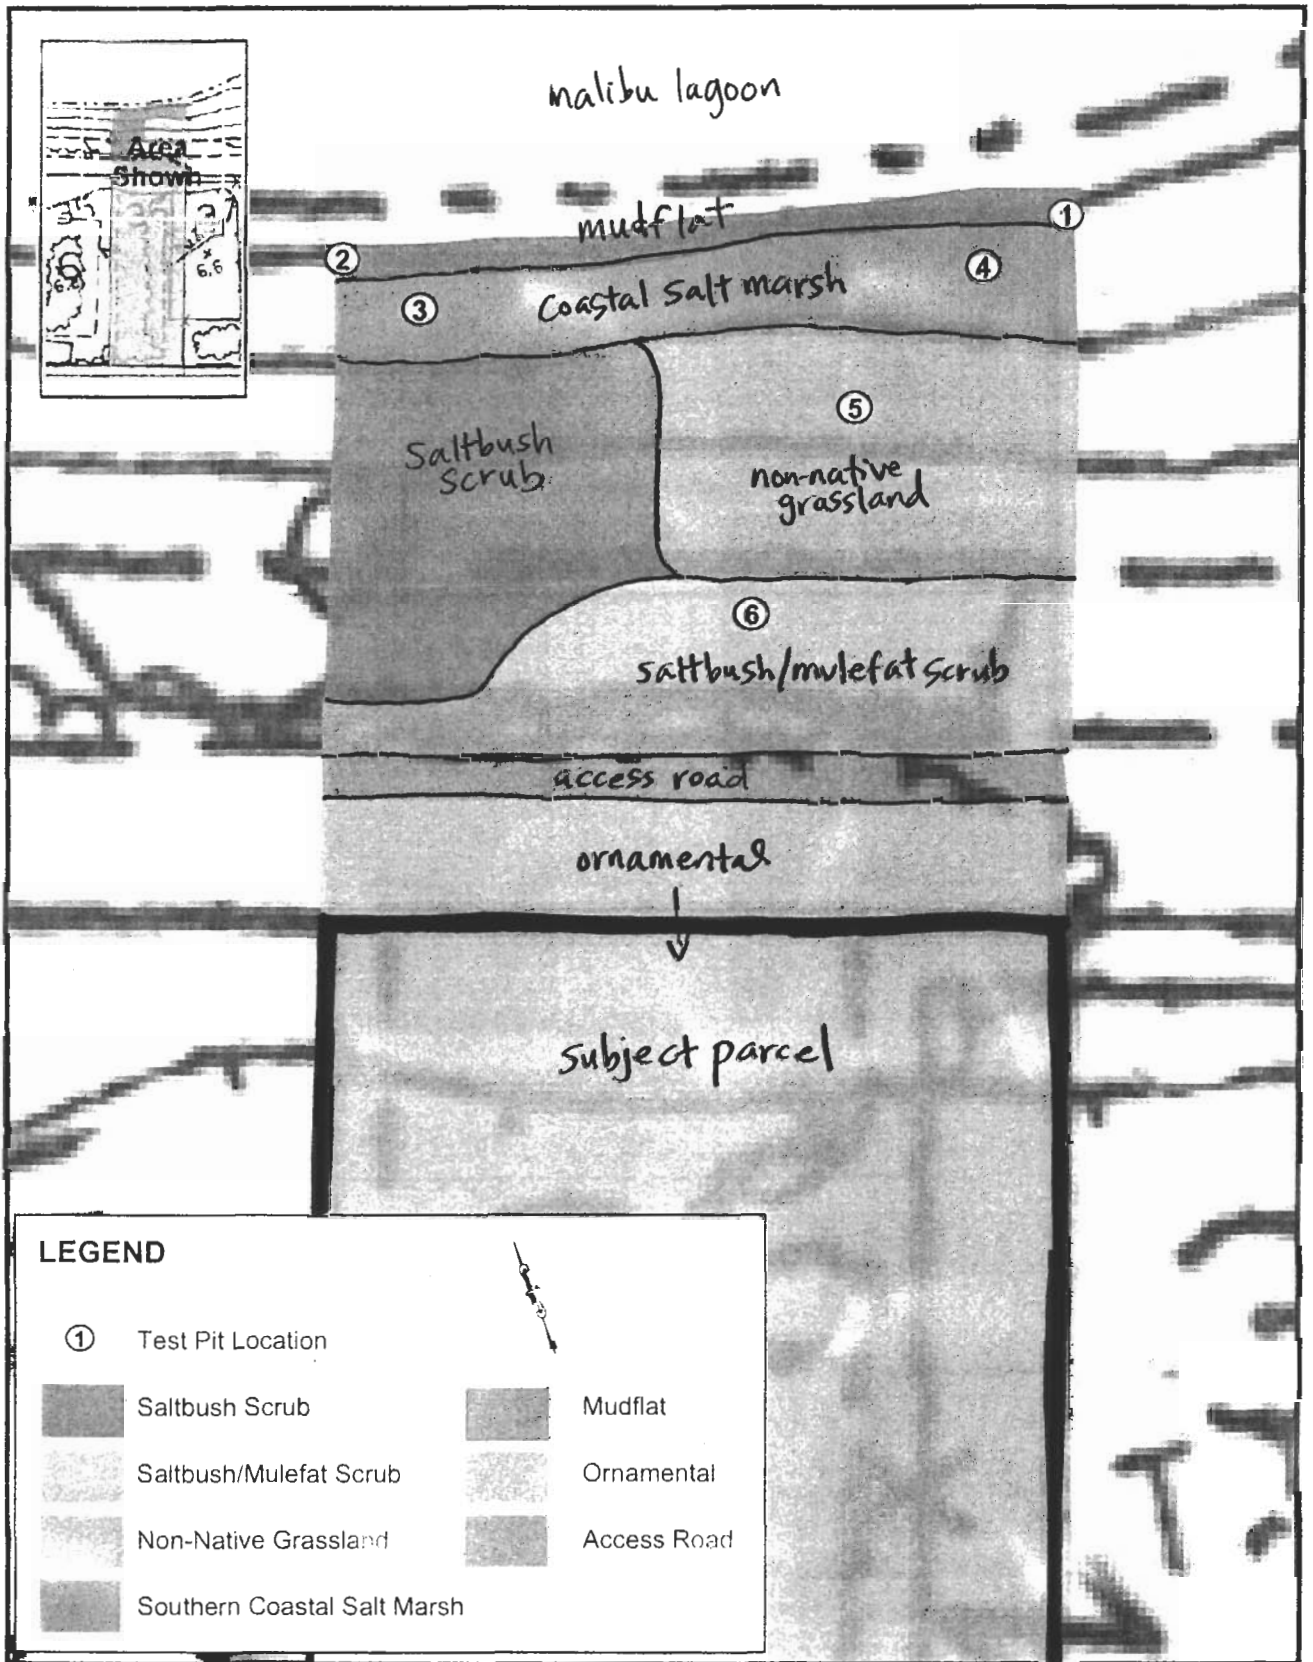 malibu lagoon
Area
Shown
6.6
mudflat
1
2
3
4
Coastal Salt marsh
5
Saltbush
Scrub
non-native
grassland
6
saltbush/mulefat scrub
access road
ornamental
subject parcel
LEGEND
1 Test Pit Location
Saltbush Scrub
Mudflat
Saltbush/Mulefat Scrub
Ornamental
Non-Native Grassland
Access Road
Southern Coastal Salt Marsh